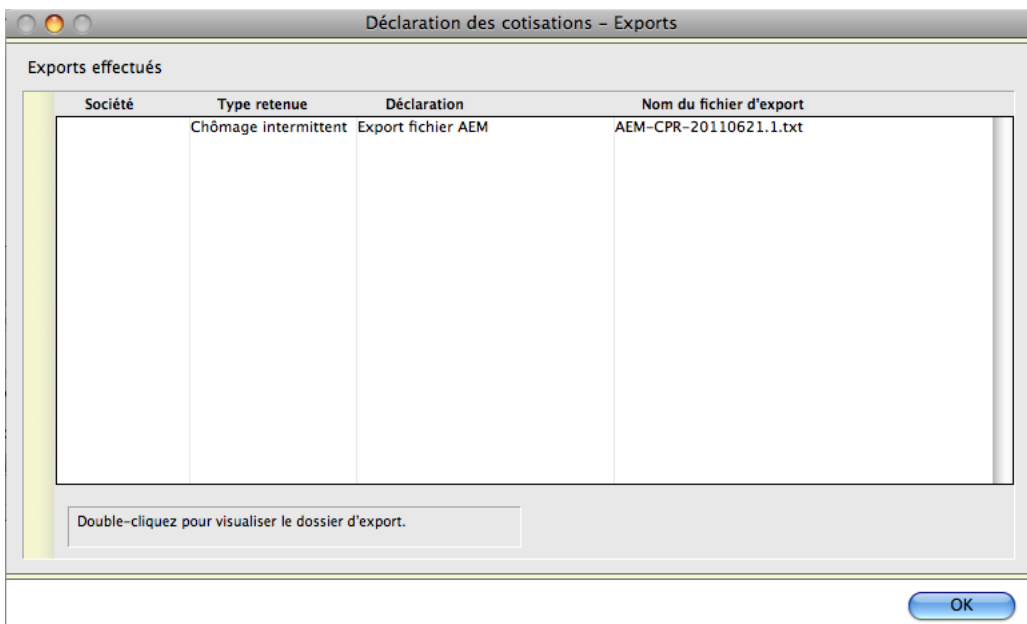 Déclaration des cotisations – Exports
Exports effectués
Société Type retenue Déclaration Nom du fichier d'export
Chômage intermittent Export fichier AEM AEM-CPR-20110621.1.txt
Double-cliquez pour visualiser le dossier d'export.
OK